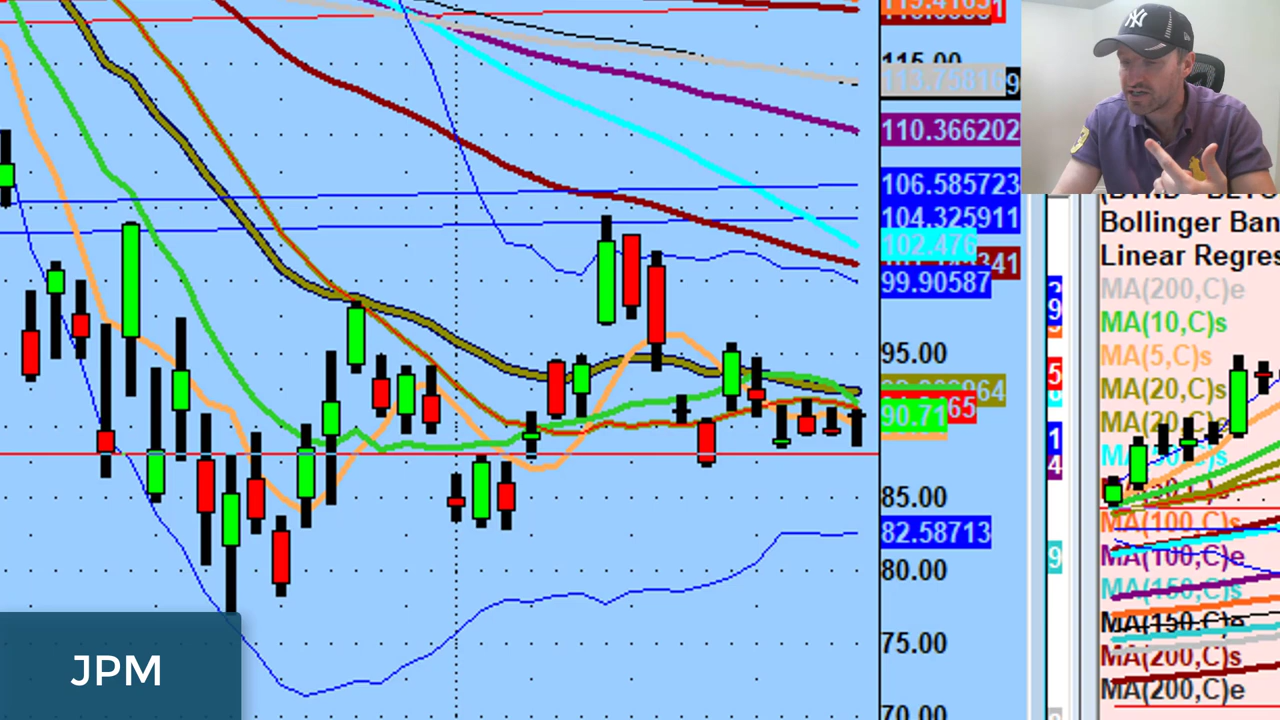 115.00
110.366202
106.585723
104.325911
102.476
99.90587
95.00
90.71
85.00
82.58713
80.00
75.00
70.00
JPM
Bollinger Ban
Linear Regres
MA(200,C)e
MA(10,C)s
MA(5,C)s
MA(20,C)s
MA(20,C)
MA(100,C)s
MA(100,C)e
MA(150,C)s
MA(150,C)e
MA(200,C)s
MA(200,C)e